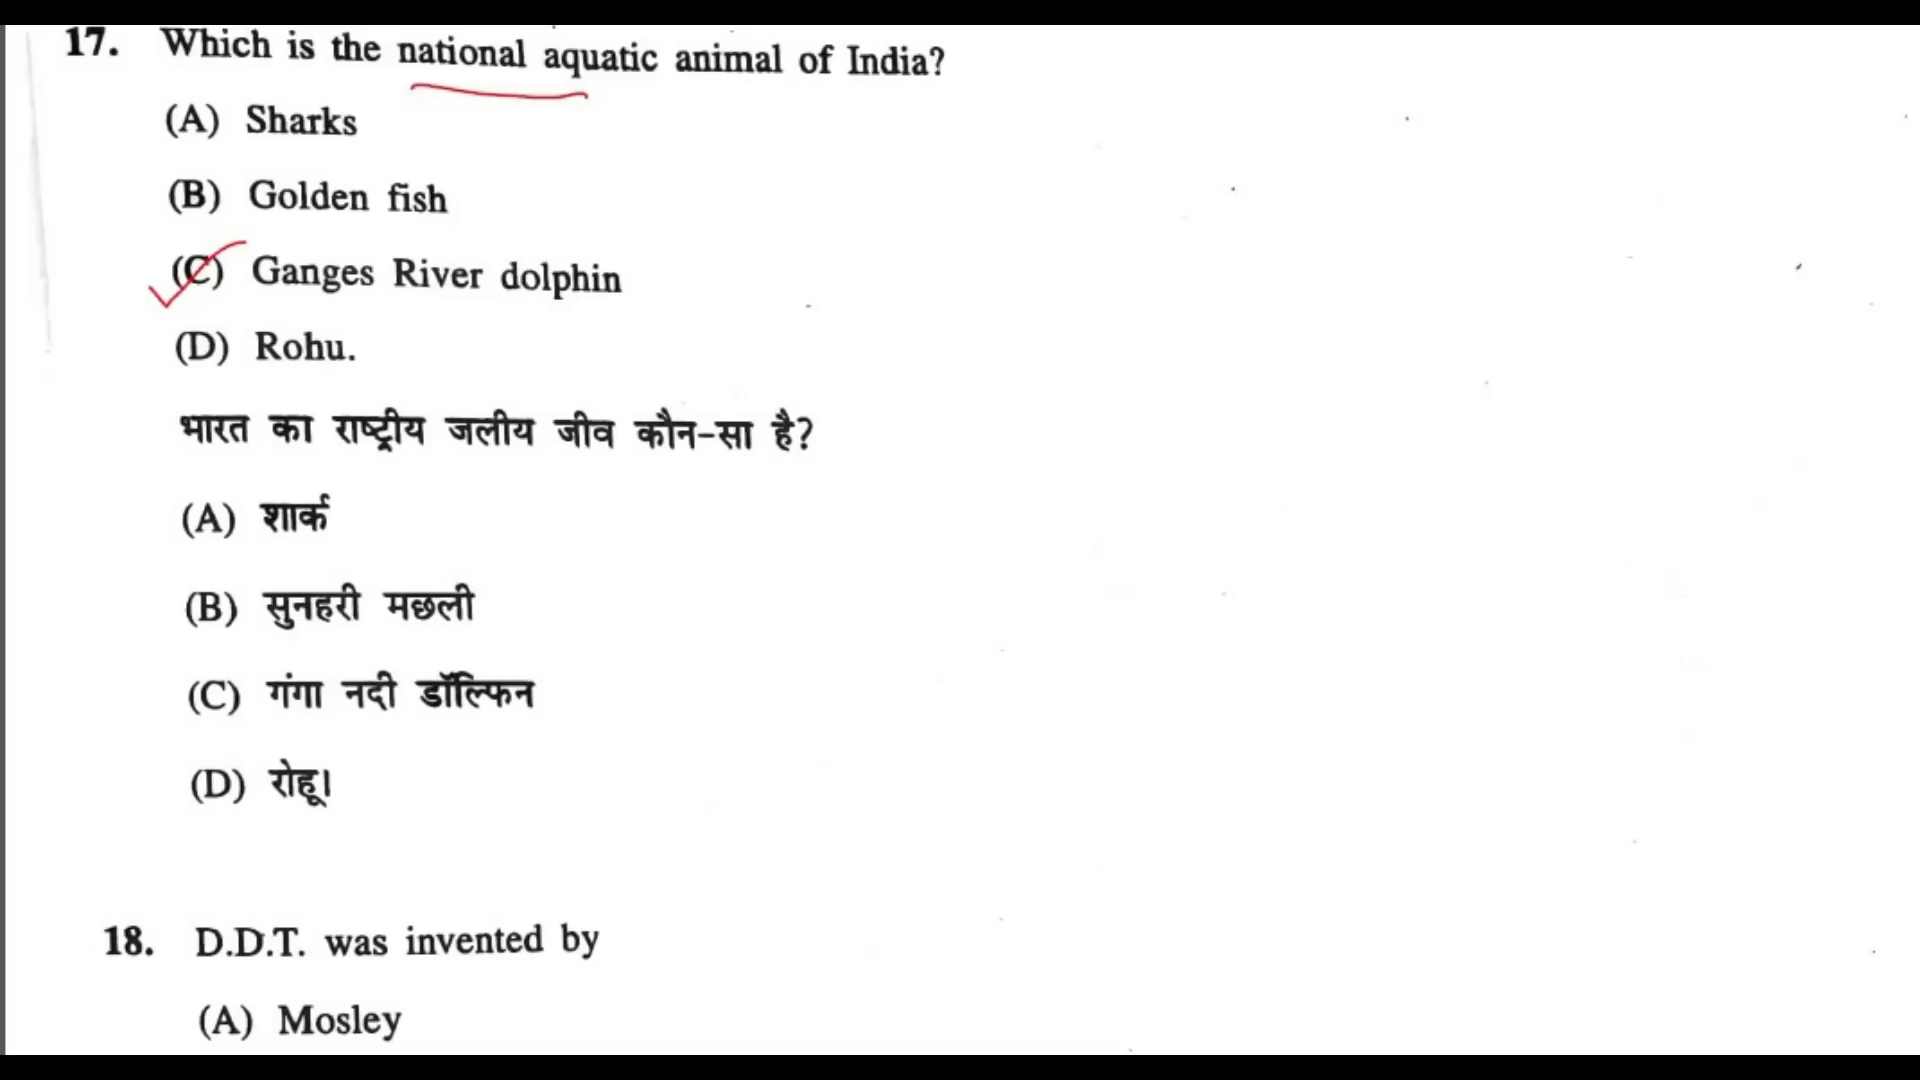 17. Which is the national aquatic animal of India?
(A) Sharks
(B) Golden fish
(C) Ganges River dolphin
(D) Rohu.
भारत का राष्ट्रीय जलीय जीव कौन-सा है?
(A) शार्क
(B) सुनहरी मछली
(C) गंगा नदी डॉल्फिन
(D) रोहू।
18. D.D.T. was invented by
(A) Mosley